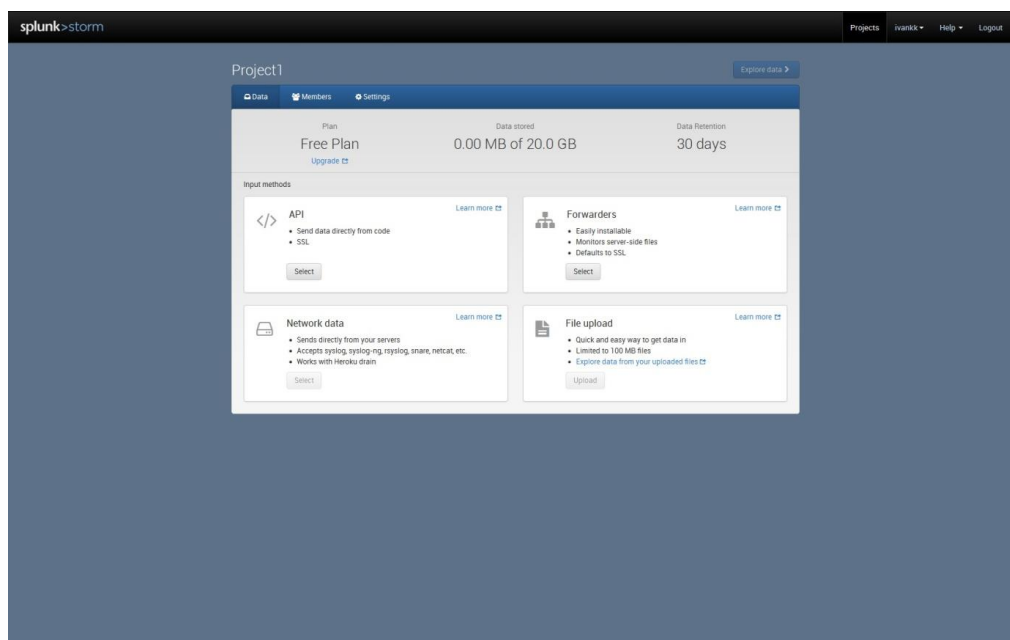 splunk>storm
Projects ivankk Help Logout
Project1
Explore data
Data Members Settings
Plan
Free Plan
Upgrade
Data stored
0.00 MB of 20.0 GB
Data Retention
30 days
Input methods
</> API
Learn more
Send data directly from code
SSL
Select
Forwarders
Learn more
Easily installable
Monitors server-side files
Defaults to SSL
Select
Network data
Learn more
Sends directly from your servers
Accepts syslog, syslog-ng, rsyslog, snare, netcat, etc.
Works with Heroku drain
Select
File upload
Learn more
Quick and easy way to get data in
Limited to 100 MB files
Explore data from your uploaded files
Upload